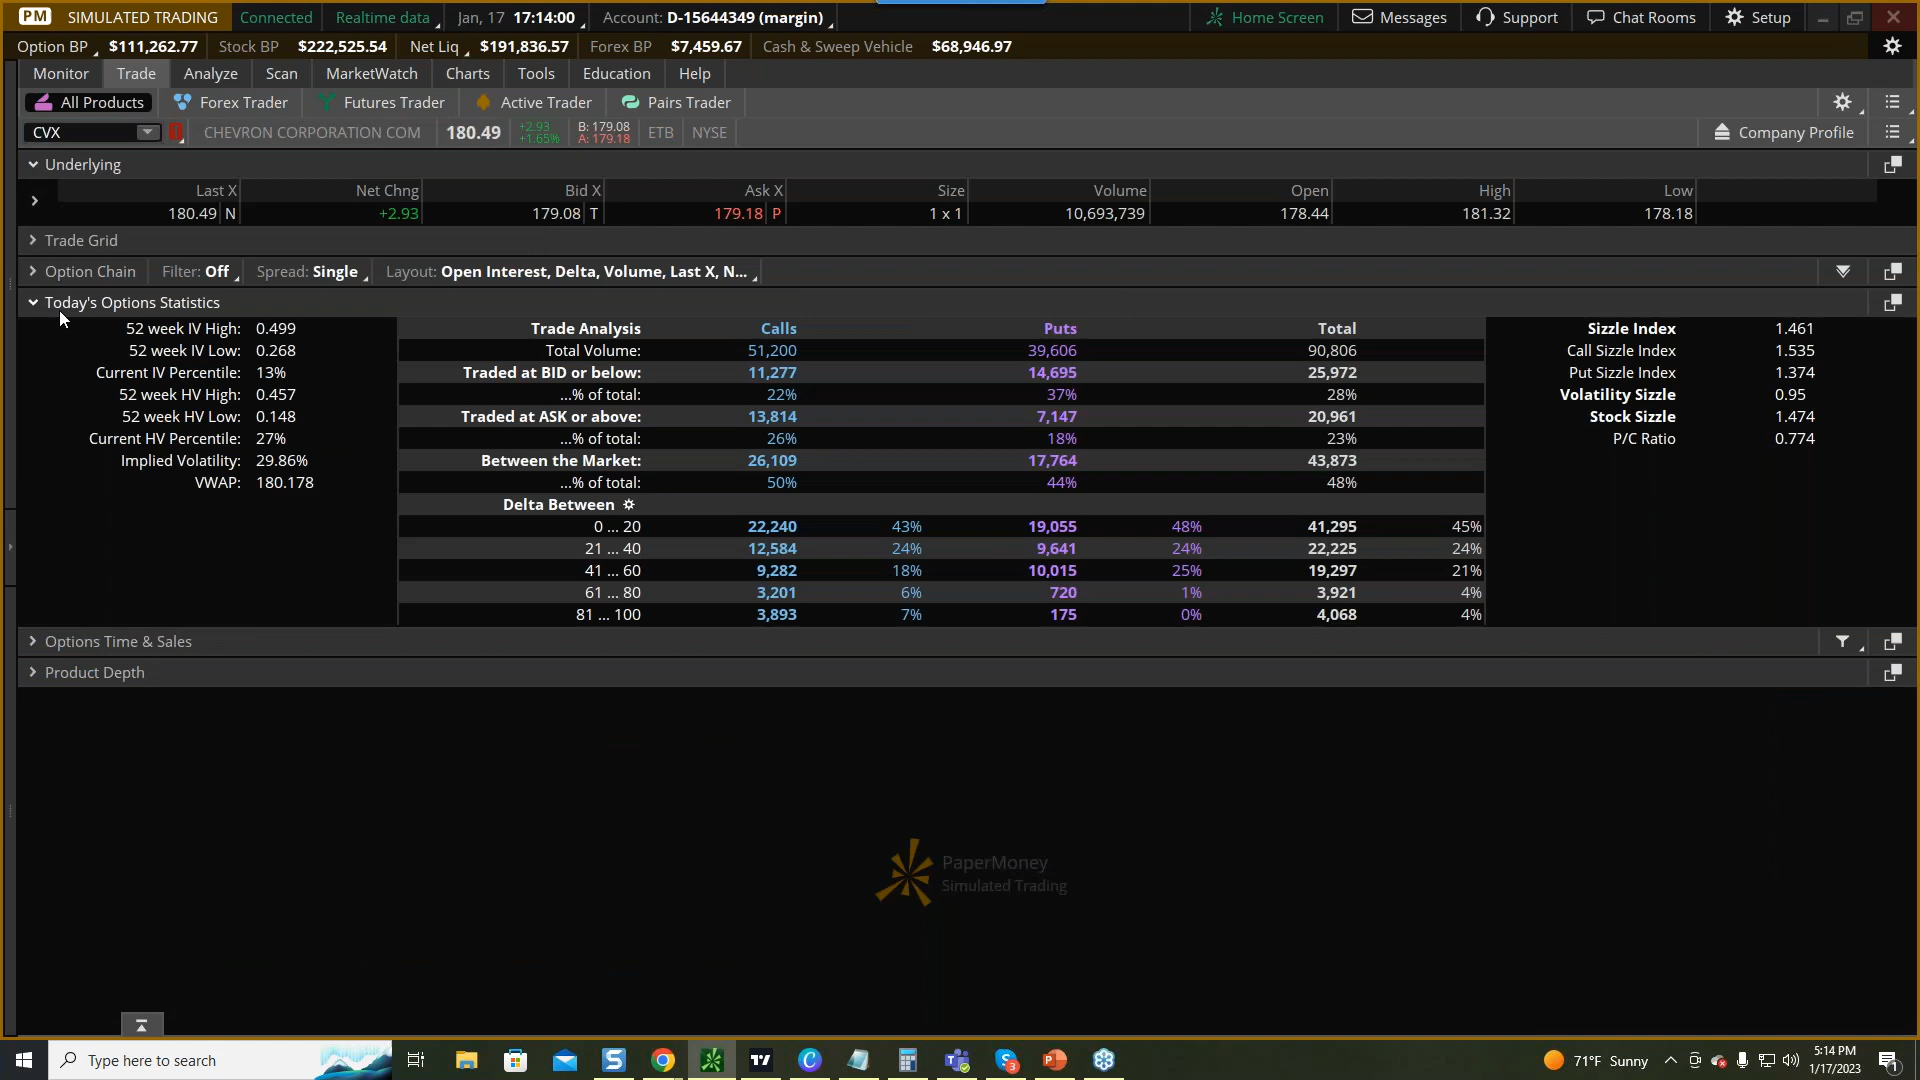 PM SIMULATED TRADING Connected Realtime data Jan, 17 17:14:00 Account: D-15644349 (margin) Home Screen Messages Support Chat Rooms Setup
Option BP $111,262.77 Stock BP $222,525.54 Net Liq $191,836.57 Forex BP $7,459.67 Cash & Sweep Vehicle $68,946.97
Monitor Trade Analyze Scan MarketWatch Charts Tools Education Help
All Products Forex Trader Futures Trader Active Trader Pairs Trader
CVX CHEVRON CORPORATION COM 180.49 +2.93 +1.65% B: 179.08 A: 179.18 ETB NYSE Company Profile
Underlying
Last X Net Chng Bid X Ask X Size Volume Open High Low
180.49 N +2.93 179.08 T 179.18 P 1 x 1 10,693,739 178.44 181.32 178.18
Trade Grid
Option Chain Filter: Off Spread: Single Layout: Open Interest, Delta, Volume, Last X, N...
Today's Options Statistics
52 week IV High: 0.499 Trade Analysis Calls Puts Total Sizzle Index 1.461
52 week IV Low: 0.268 Total Volume: 51,200 39,606 90,806 Call Sizzle Index 1.535
Current IV Percentile: 13% Traded at BID or below: 11,277 14,695 25,972 Put Sizzle Index 1.374
52 week HV High: 0.457 ...% of total: 22% 37% 28% Volatility Sizzle 0.95
52 week HV Low: 0.148 Traded at ASK or above: 13,814 7,147 20,961 Stock Sizzle 1.474
Current HV Percentile: 27% ...% of total: 26% 18% 23% P/C Ratio 0.774
Implied Volatility: 29.86% Between the Market: 26,109 17,764 43,873
VWAP: 180.178 ...% of total: 50% 44% 48%
Delta Between
0 ... 20 22,240 43% 19,055 48% 41,295 45%
21 ... 40 12,584 24% 9,641 24% 22,225 24%
41 ... 60 9,282 18% 10,015 25% 19,297 21%
61 ... 80 3,201 6% 720 1% 3,921 4%
81 ... 100 3,893 7% 175 0% 4,068 4%
Options Time & Sales
Product Depth
PaperMoney
Simulated Trading
Type here to search 71°F Sunny 5:14 PM
1/17/2023